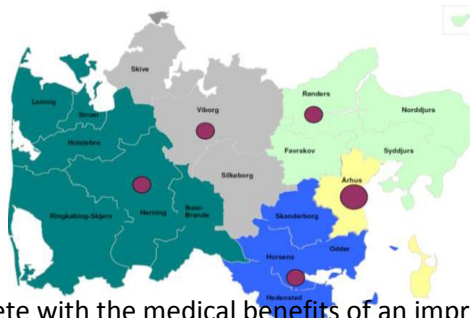 Skive
Lemvig
Struer
Viborg
Randers
Norddjurs
Holstebro
Favrskov
Syddjurs
Silkeborg
Århus
Ringkøbing-Skjern
Herning
Ikast-
Brande
Skanderborg
Odder
Horsens
Hedensted
ete with the medical benefits of an impr